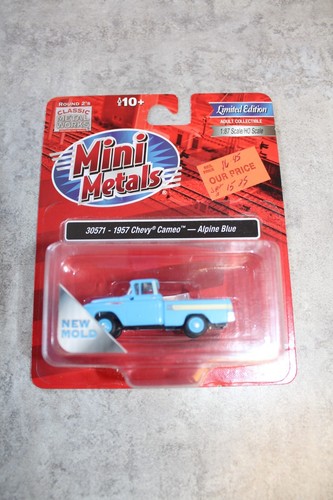 ROUND 2's
CLASSIC
METAL
WORKS
10+
Limited Edition
ADULT COLLECTIBLE
1:87 Scale HO Scale
Mini
Metals
16 95
OUR PRICE
15 25
30571 - 1957 Chevy® Cameo™ — Alpine Blue
NEW
MOLD